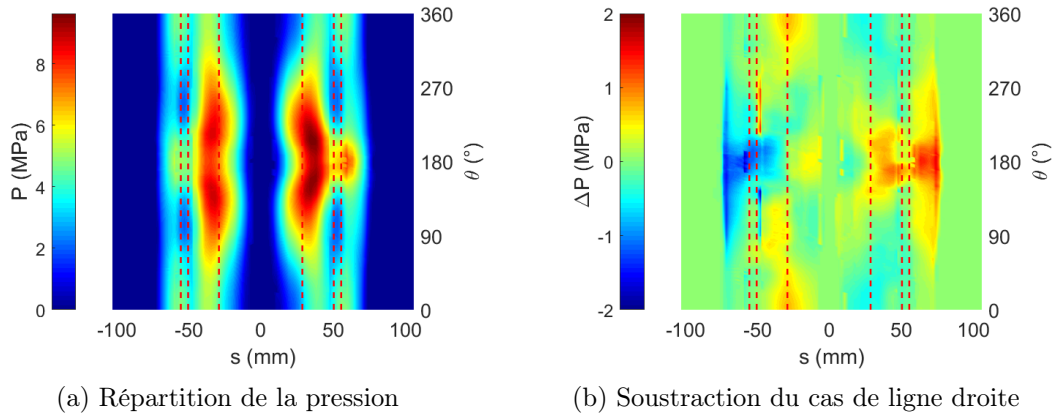 8
6
4
2
0
P (MPa)
-100 -50 0 50 100
s (mm)
360
270
180
90
0
θ (°)
(a) Répartition de la pression
2
1
0
-1
-2
ΔP (MPa)
-100 -50 0 50 100
s (mm)
360
270
180
90
0
θ (°)
(b) Soustraction du cas de ligne droite